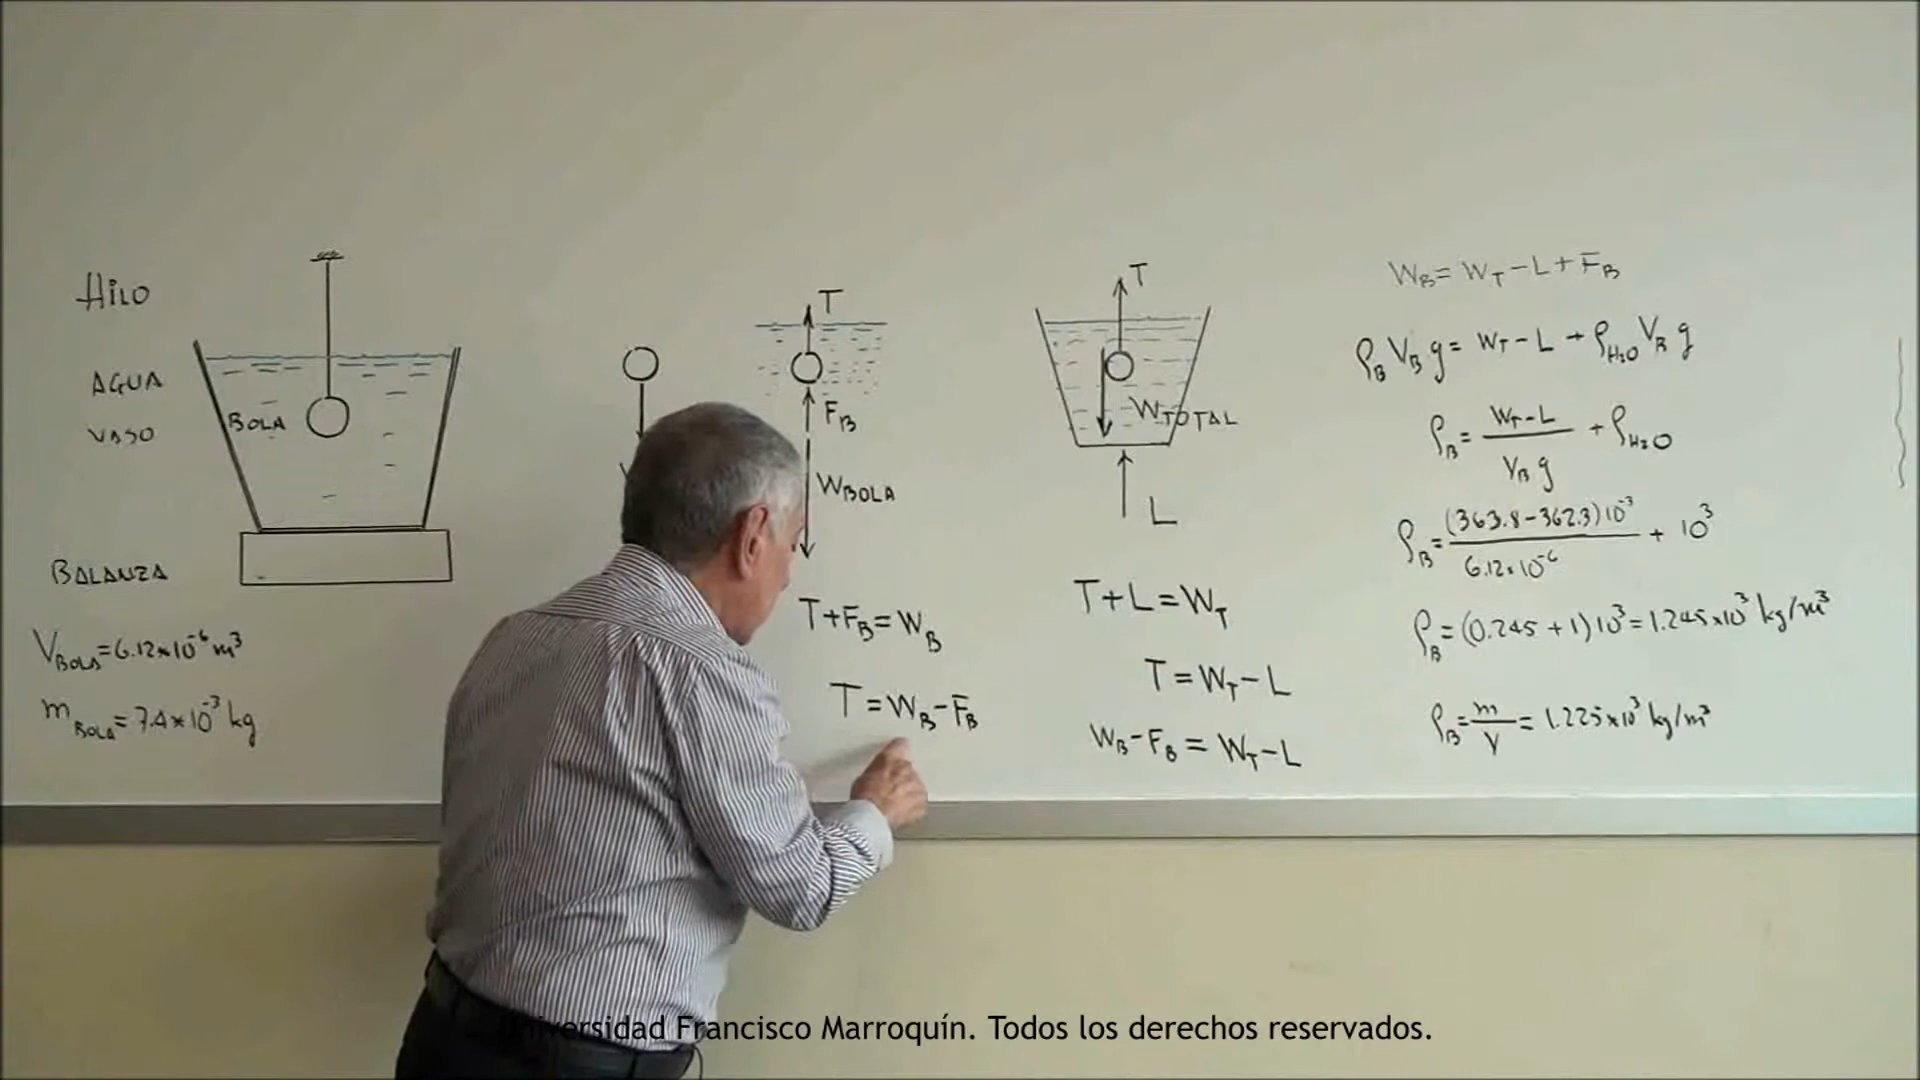 HILO
AGUA
VASO
BOLA
BALANZA
V_BOLA = 6.12×10⁻⁶ m³
m_BOLA = 7.4×10⁻³ kg
T
F_B
W_BOLA
T+F_B=W_B
T=W_B-F_B
T
W_TOTAL
L
T+L=W_T
T=W_T-L
W_B-F_B=W_T-L
W_B=W_T-L+F_B
ρ_B V_B g = W_T-L+ρ_H₂O V_B g
ρ_B = (W_T-L)/(V_B g) + ρ_H₂O
ρ_B = (363.8-362.3)10⁻³/6.12×10⁻⁶ + 10³
ρ_B = (0.245+1)10³ = 1.245×10³ kg/m³
ρ_B = m/V = 1.225×10³ kg/m³
Universidad Francisco Marroquín. Todos los derechos reservados.